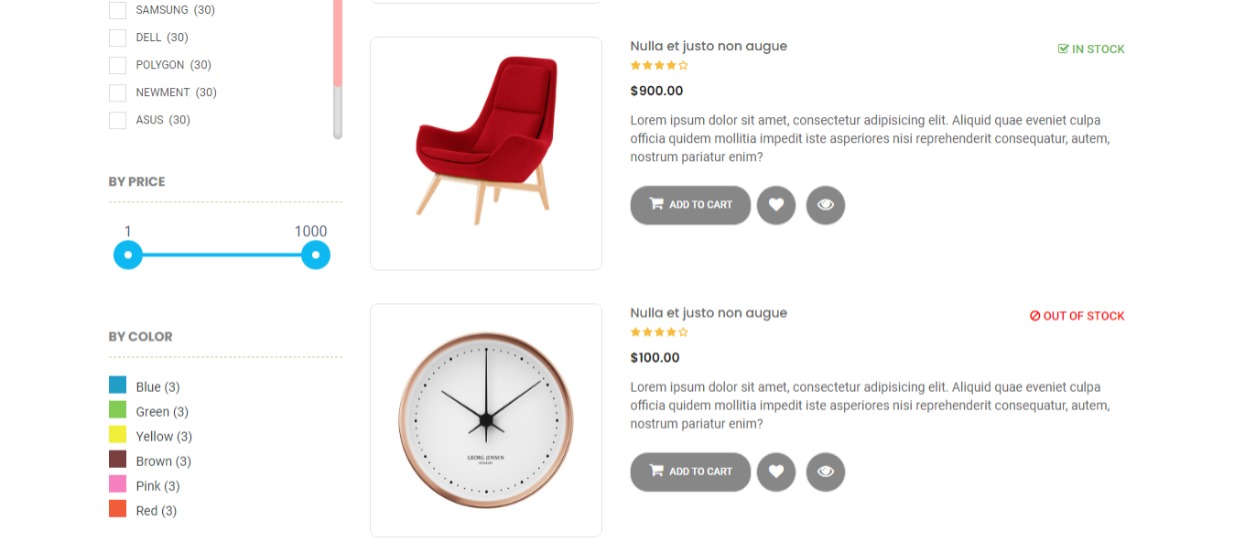 SAMSUNG (30)
DELL (30)
POLYGON (30)
NEWMENT (30)
ASUS (30)
BY PRICE
1 1000
BY COLOR
Blue (3)
Green (3)
Yellow (3)
Brown (3)
Pink (3)
Red (3)
Nulla et justo non augue
IN STOCK
$900.00
Lorem ipsum dolor sit amet, consectetur adipisicing elit. Aliquid quae eveniet culpa
officia quidem mollitia impedit iste asperiores nisi reprehenderit consequatur, autem,
nostrum pariatur enim?
ADD TO CART
GEORG JENSEN
Nulla et justo non augue
OUT OF STOCK
$100.00
Lorem ipsum dolor sit amet, consectetur adipisicing elit. Aliquid quae eveniet culpa
officia quidem mollitia impedit iste asperiores nisi reprehenderit consequatur, autem,
nostrum pariatur enim?
ADD TO CART